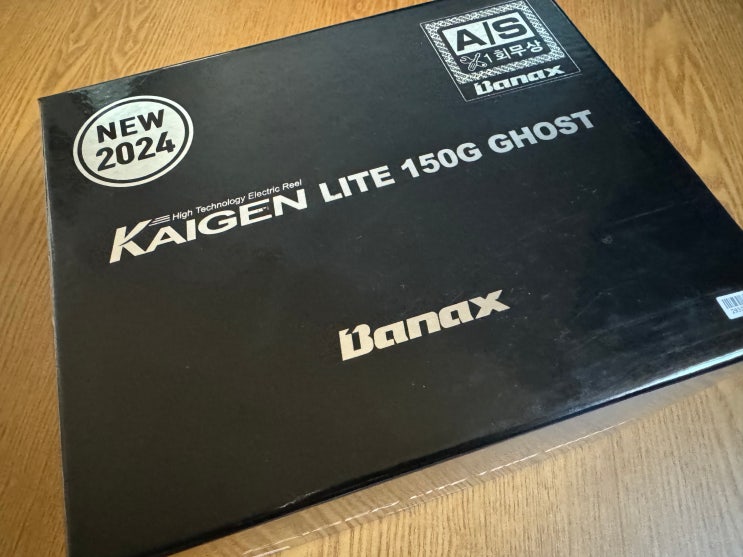 A/S
1회무상
Banax
NEW
2024
High Technology Electric Reel
KAIGEN LITE 150G GHOST
Banax